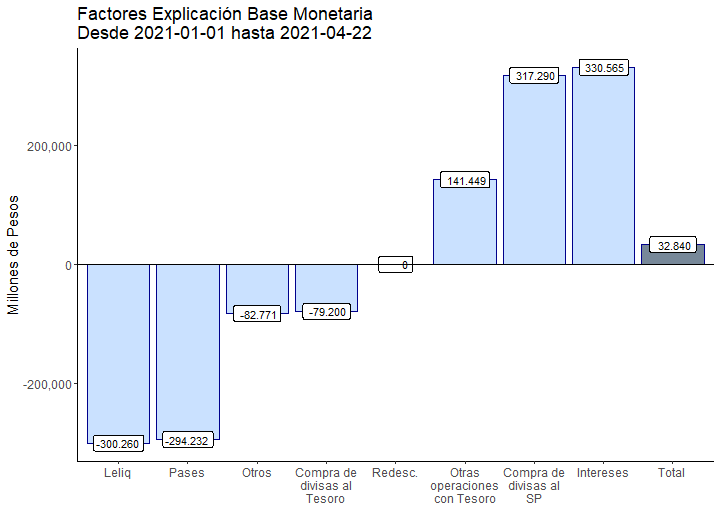 Factores Explicación Base Monetaria
Desde 2021-01-01 hasta 2021-04-22
Millones de Pesos
200,000
0
-200,000
-300.260
-294.232
-82.771
-79.200
0
141.449
317.290
330.565
32.840
Leliq
Pases
Otros
Compra de
divisas al
Tesoro
Redesc.
Otras
operaciones
con Tesoro
Compra de
divisas al
SP
Intereses
Total